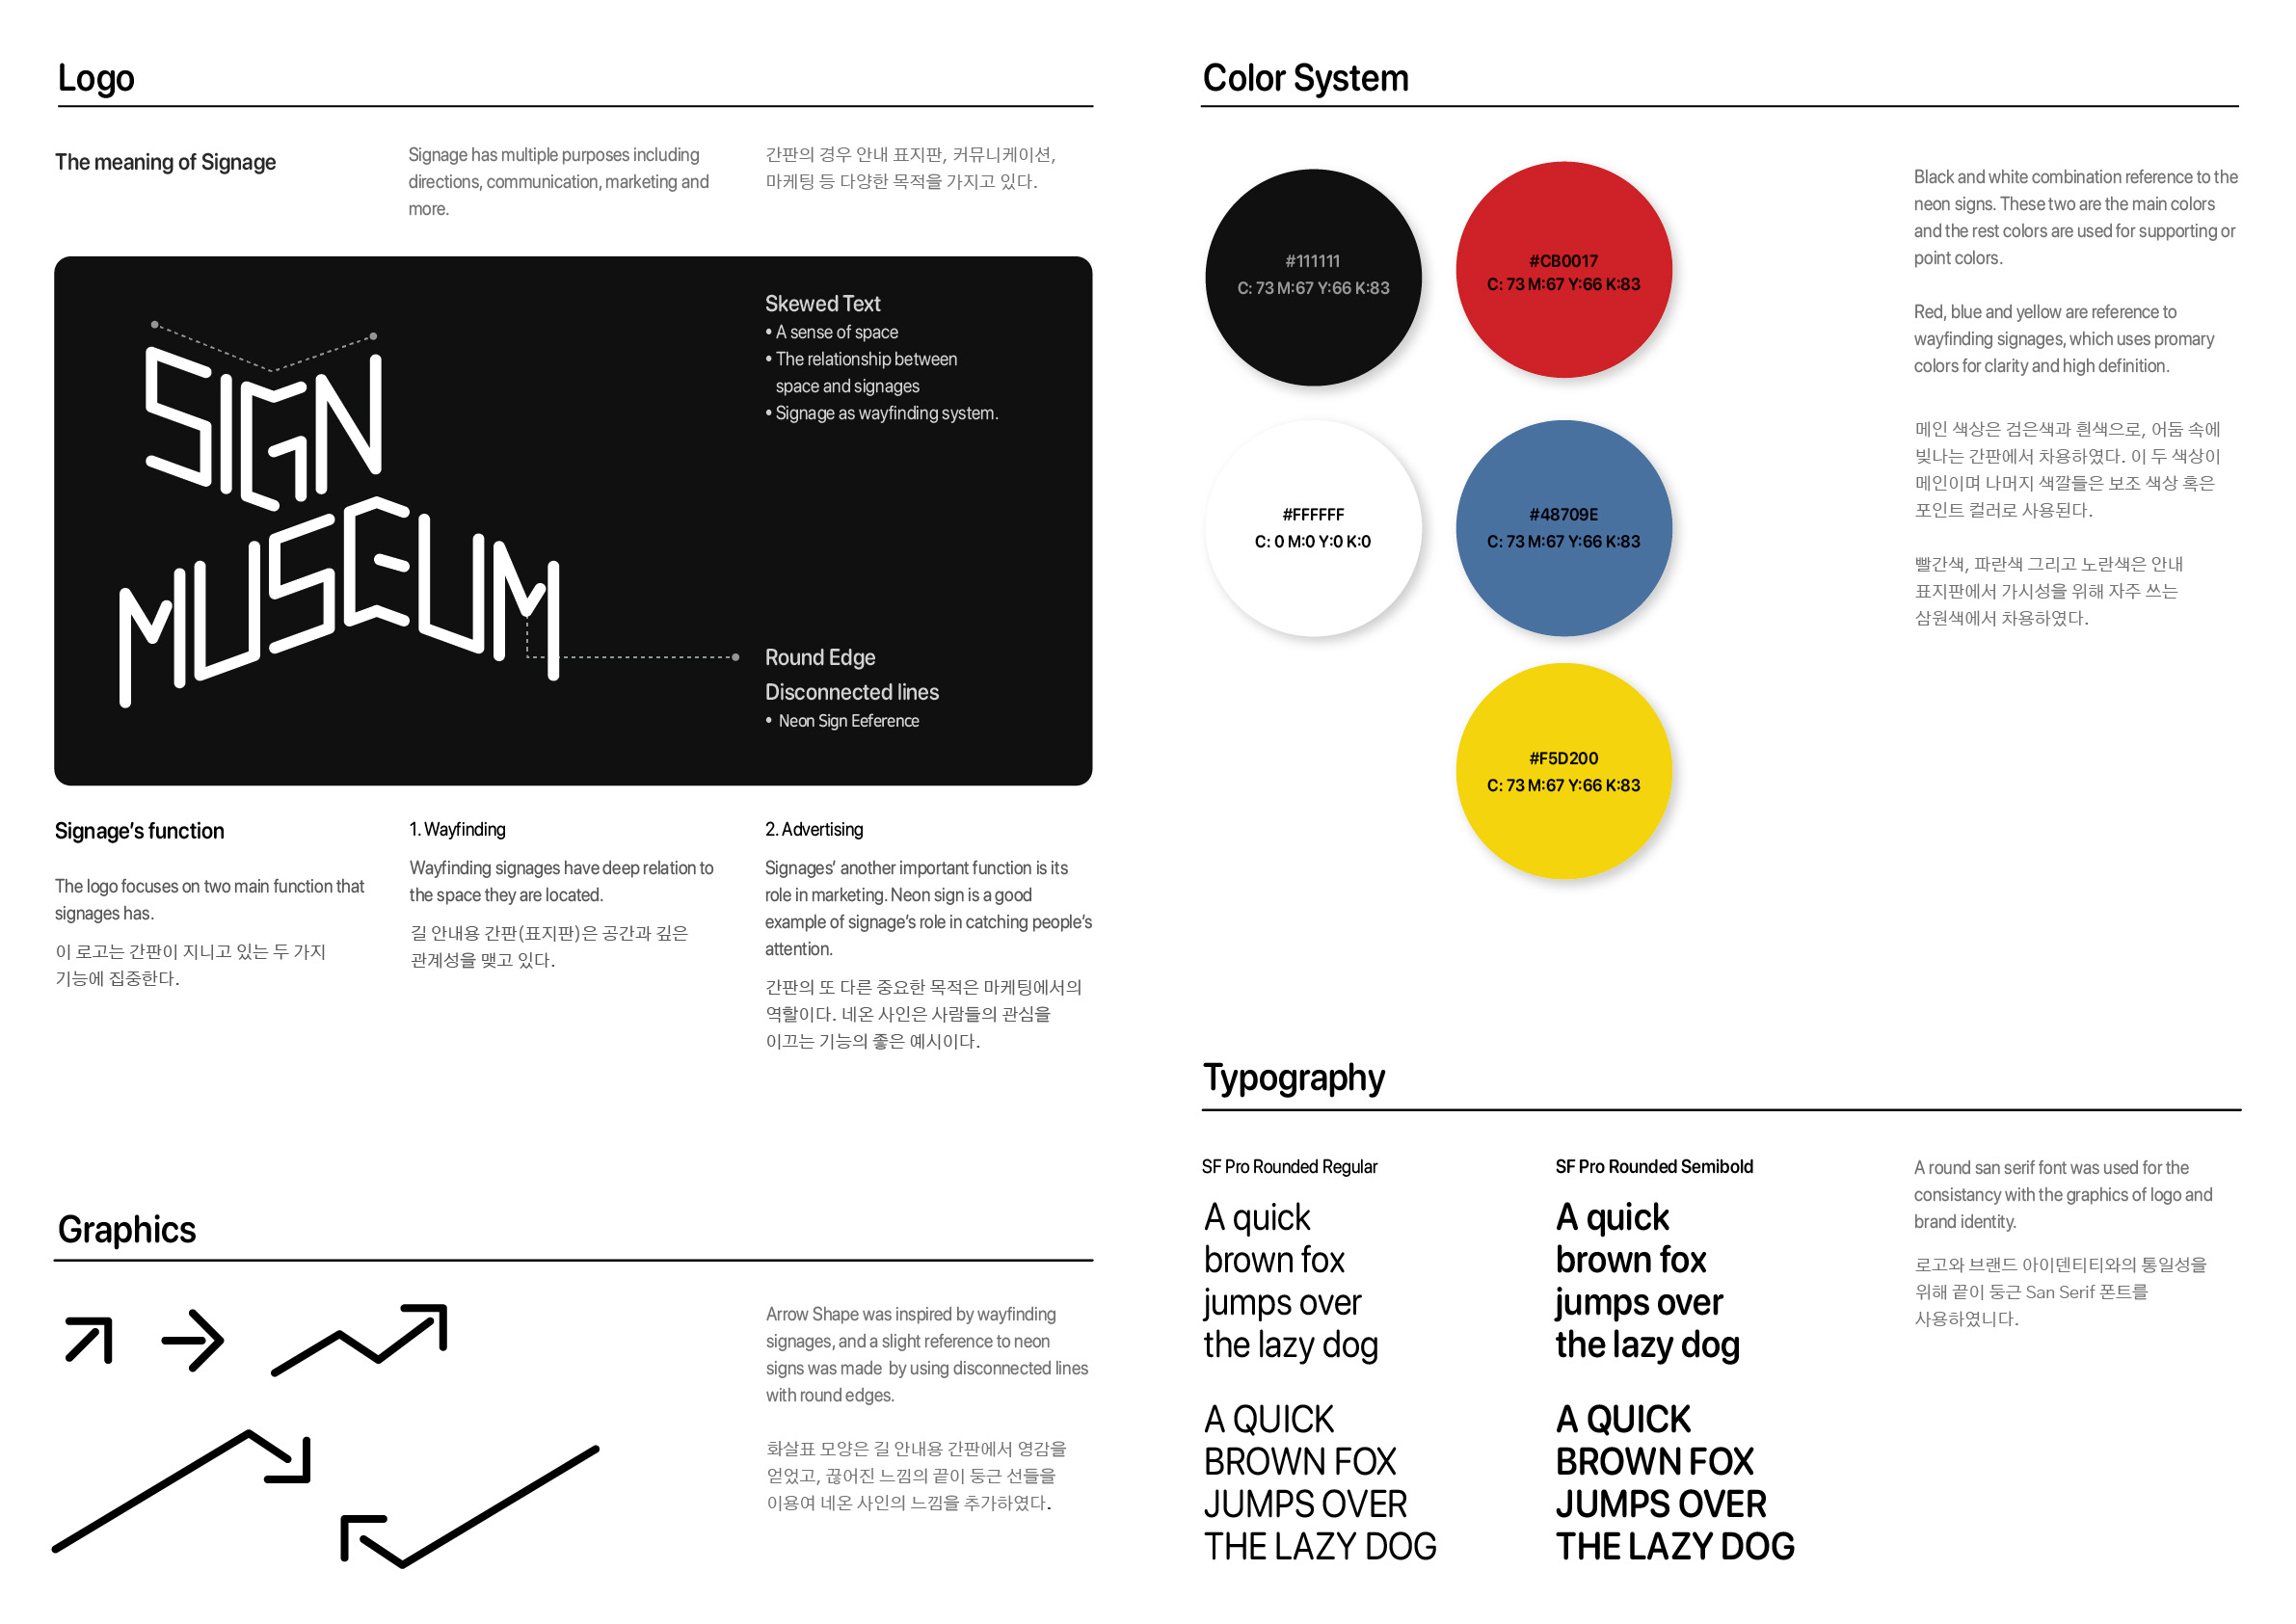 Logo
The meaning of Signage
Signage has multiple purposes including
directions, communication, marketing and
more.
간판의 경우 안내 표지판, 커뮤니케이션,
마케팅 등 다양한 목적을 가지고 있다.
SIGN
MUSEUM
Skewed Text
• A sense of space
• The relationship between
space and signages
• Signage as wayfinding system.
Round Edge
Disconnected lines
• Neon Sign Eeference
Signage's function
The logo focuses on two main function that
signages has.
이 로고는 간판이 지니고 있는 두 가지
기능에 집중한다.
1. Wayfinding
Wayfinding signages have deep relation to
the space they are located.
길 안내용 간판(표지판)은 공간과 깊은
관계성을 맺고 있다.
2. Advertising
Signages' another important function is its
role in marketing. Neon sign is a good
example of signage's role in catching people's
attention.
간판의 또 다른 중요한 목적은 마케팅에서의
역할이다. 네온 사인은 사람들의 관심을
이끄는 기능의 좋은 예시이다.
Graphics
Arrow Shape was inspired by wayfinding
signages, and a slight reference to neon
signs was made by using disconnected lines
with round edges.
화살표 모양은 길 안내용 간판에서 영감을
얻었고, 끊어진 느낌의 끝이 둥근 선들을
이용여 네온 사인의 느낌을 추가하였다.
Color System
#111111
C: 73 M:67 Y:66 K:83
#CB0017
C: 73 M:67 Y:66 K:83
#FFFFFF
C: 0 M:0 Y:0 K:0
#48709E
C: 73 M:67 Y:66 K:83
#F5D200
C: 73 M:67 Y:66 K:83
Black and white combination reference to the
neon signs. These two are the main colors
and the rest colors are used for supporting or
point colors.
Red, blue and yellow are reference to
wayfinding signages, which uses promary
colors for clarity and high definition.
메인 색상은 검은색과 흰색으로, 어둠 속에
빛나는 간판에서 차용하였다. 이 두 색상이
메인이며 나머지 색깔들은 보조 색상 혹은
포인트 컬러로 사용된다.
빨간색, 파란색 그리고 노란색은 안내
표지판에서 가시성을 위해 자주 쓰는
삼원색에서 차용하였다.
Typography
SF Pro Rounded Regular
A quick
brown fox
jumps over
the lazy dog
A QUICK
BROWN FOX
JUMPS OVER
THE LAZY DOG
SF Pro Rounded Semibold
A quick
brown fox
jumps over
the lazy dog
A QUICK
BROWN FOX
JUMPS OVER
THE LAZY DOG
A round san serif font was used for the
consistancy with the graphics of logo and
brand identity.
로고와 브랜드 아이덴티티와의 통일성을
위해 끝이 둥근 San Serif 폰트를
사용하였니다.